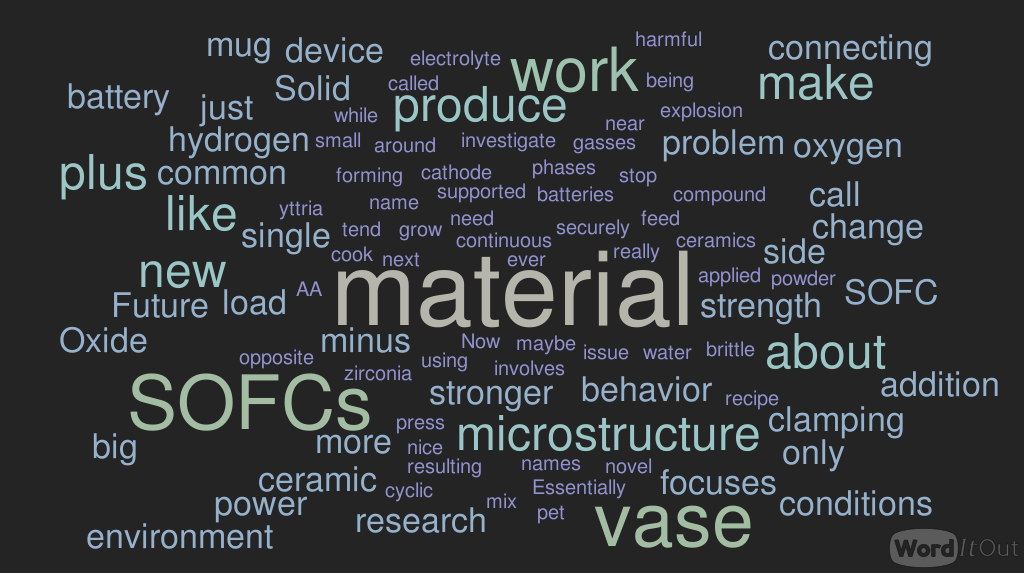 harmful
mug device electrolyte work connecting
battery Solid called produce being make
just while near explosion
hydrogen small around investigate gasses problem oxygen
plus common forming cathode phases stop
supported batteries compound call
like yttria name need securely feed change
single tend grow continuous really ceramics side
new cook next ever applied powder
Future load AA material strength SOFC
Oxide minus Now maybe issue water brittle about
opposite zirconia using involves
SOFCs stronger behavior recipe addition
big more press microstructure clamping
nice only
ceramic resulting names novel focuses
power cyclic mix Essentially vase conditions
environment research pet
WordItOut